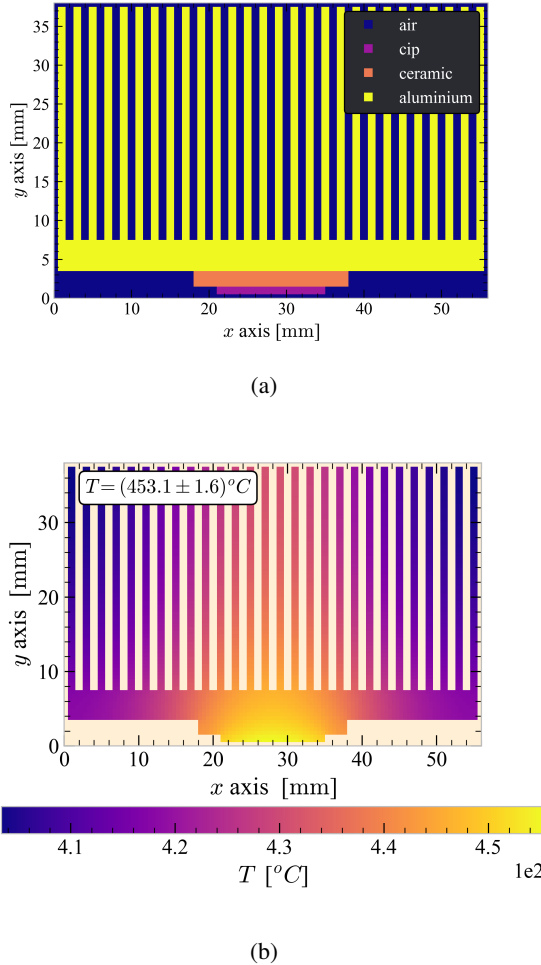 35
30
25
20
15
10
5
0
y axis [mm]
air
cip
ceramic
aluminium
0 10 20 30 40 50
x axis [mm]
(a)
T = (453.1 ± 1.6)°C
30
20
10
0
y axis [mm]
0 10 20 30 40 50
x axis [mm]
4.1 4.2 4.3 4.4 4.5
1e2
T [°C]
(b)